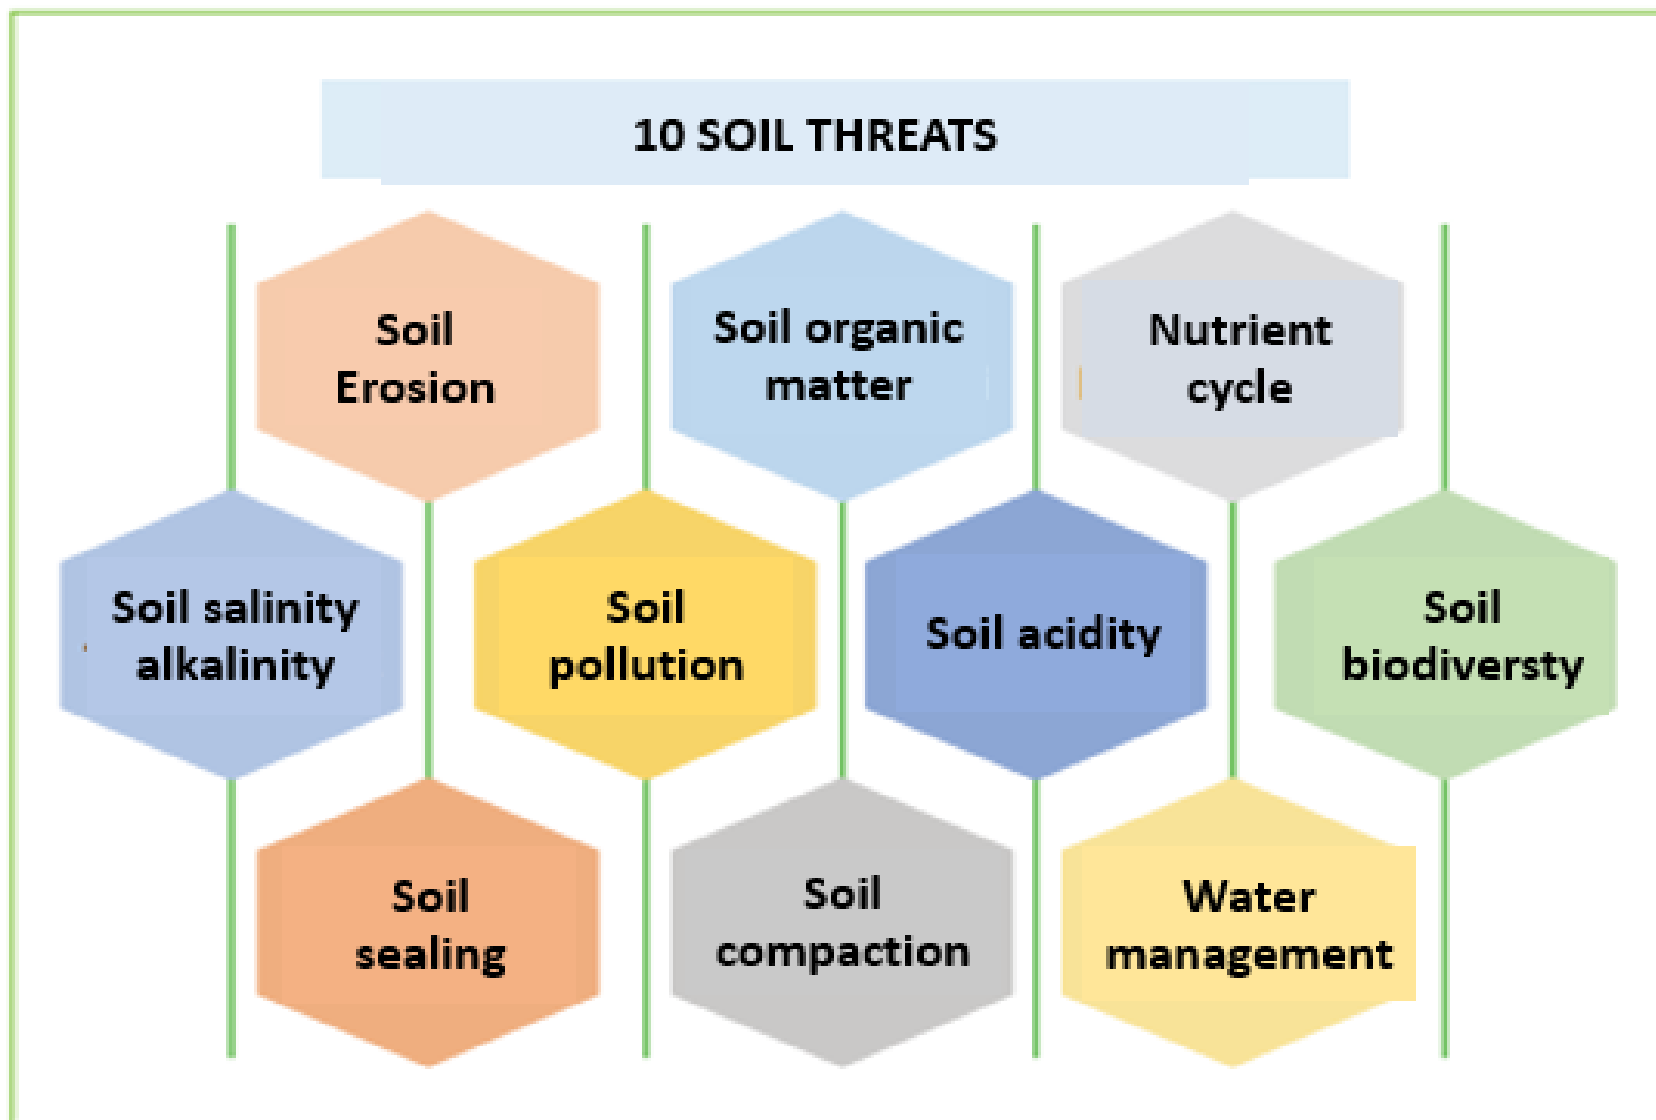 10 SOIL THREATS
Soil
Erosion
Soil organic
matter
Nutrient
cycle
Soil salinity
alkalinity
Soil
pollution
Soil acidity
Soil
biodiversty
Soil
sealing
Soil
compaction
Water
management